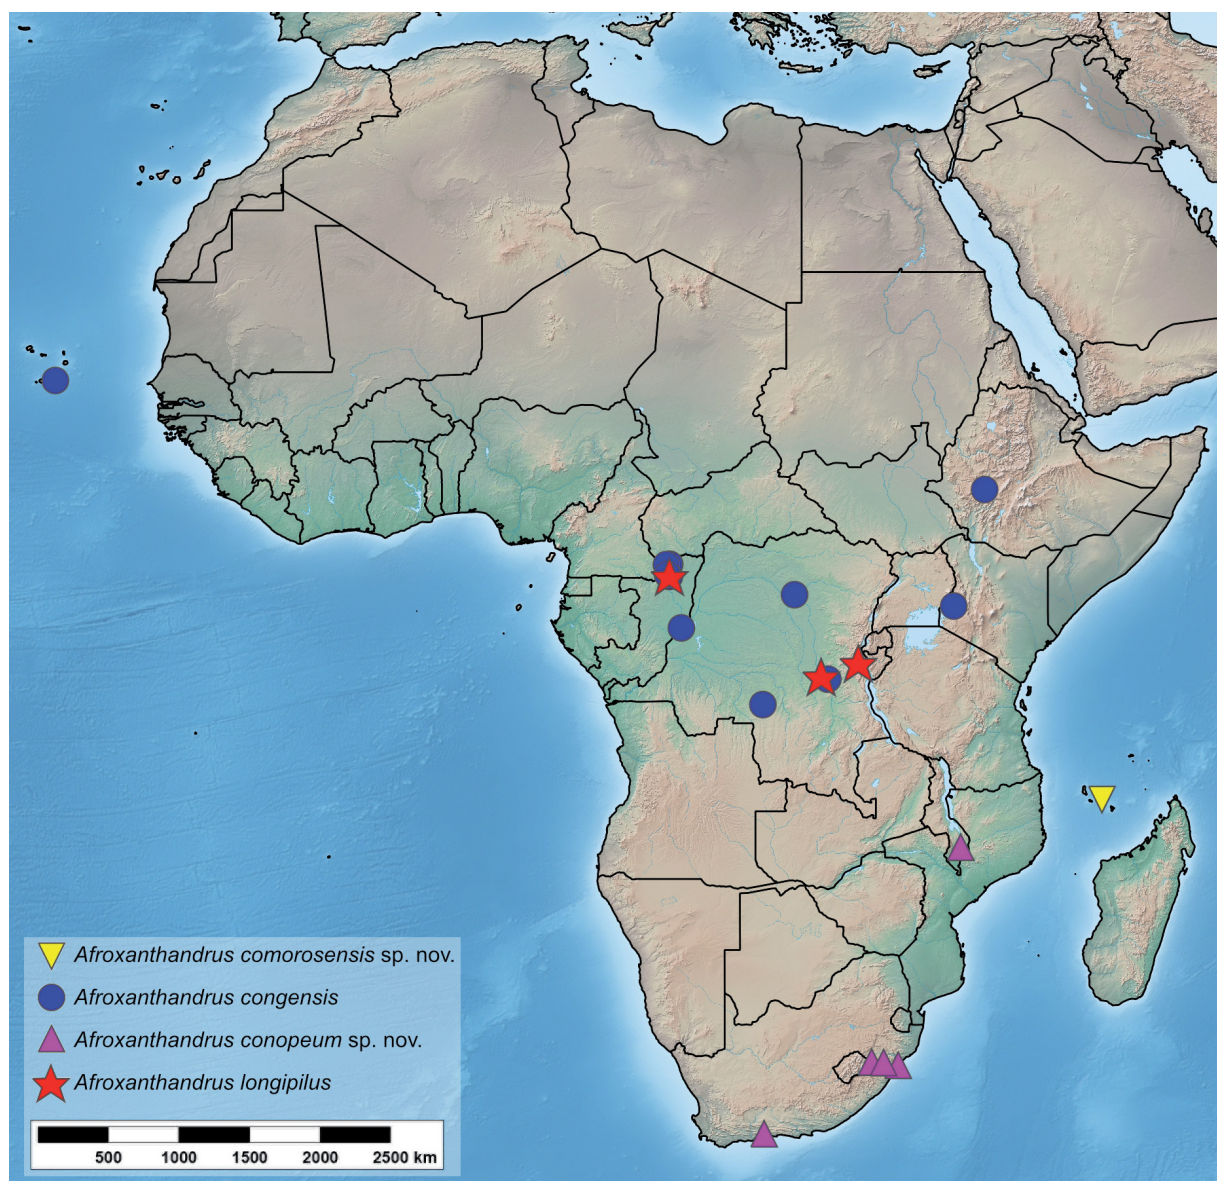 Afroxanthandrus comorosensis sp. nov.
Afroxanthandrus congensis
Afroxanthandrus conopeum sp. nov.
Afroxanthandrus longipilus
500 1000 1500 2000 2500 km